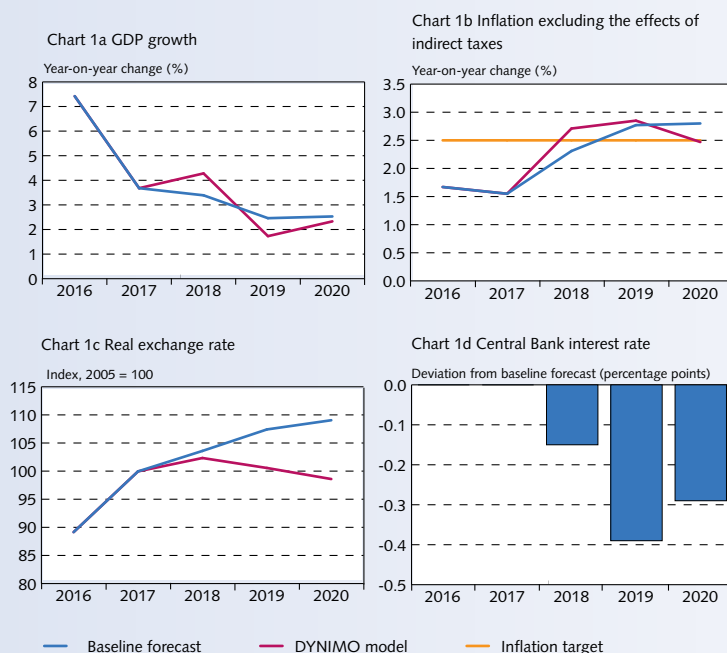 Chart 1a GDP growth
Year-on-year change (%)
8
7
6
5
4
3
2
1
0
2016 2017 2018 2019 2020
Chart 1b Inflation excluding the effects of
indirect taxes
Year-on-year change (%)
3.5
3.0
2.5
2.0
1.5
1.0
0.5
0.0
2016 2017 2018 2019 2020
Chart 1c Real exchange rate
Index, 2005 = 100
115
110
105
100
95
90
85
80
2016 2017 2018 2019 2020
Chart 1d Central Bank interest rate
Deviation from baseline forecast (percentage points)
0.0
-0.1
-0.2
-0.3
-0.4
-0.5
2016 2017 2018 2019 2020
Baseline forecast DYNIMO model Inflation target